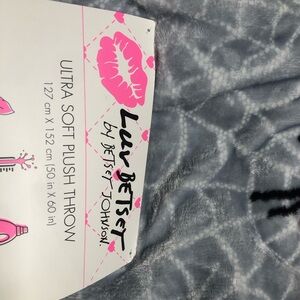 Luv BETSEY
by BETSEY JOHNSON
ULTRA SOFT PLUSH THROW
127 cm X 152 cm (50 in X 60 in)